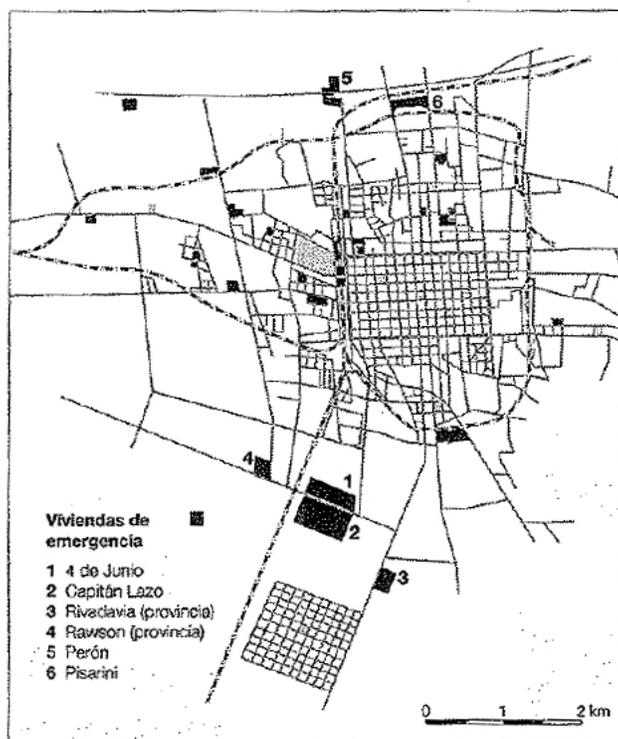 5
6
4
1
2
3
Viviendas de
emergencia
1 4 de Junio
2 Capitán Lazo
3 Rivadavia (provincia)
4 Rawson (provincia)
5 Perón
6 Pisarini
0 1 2 km